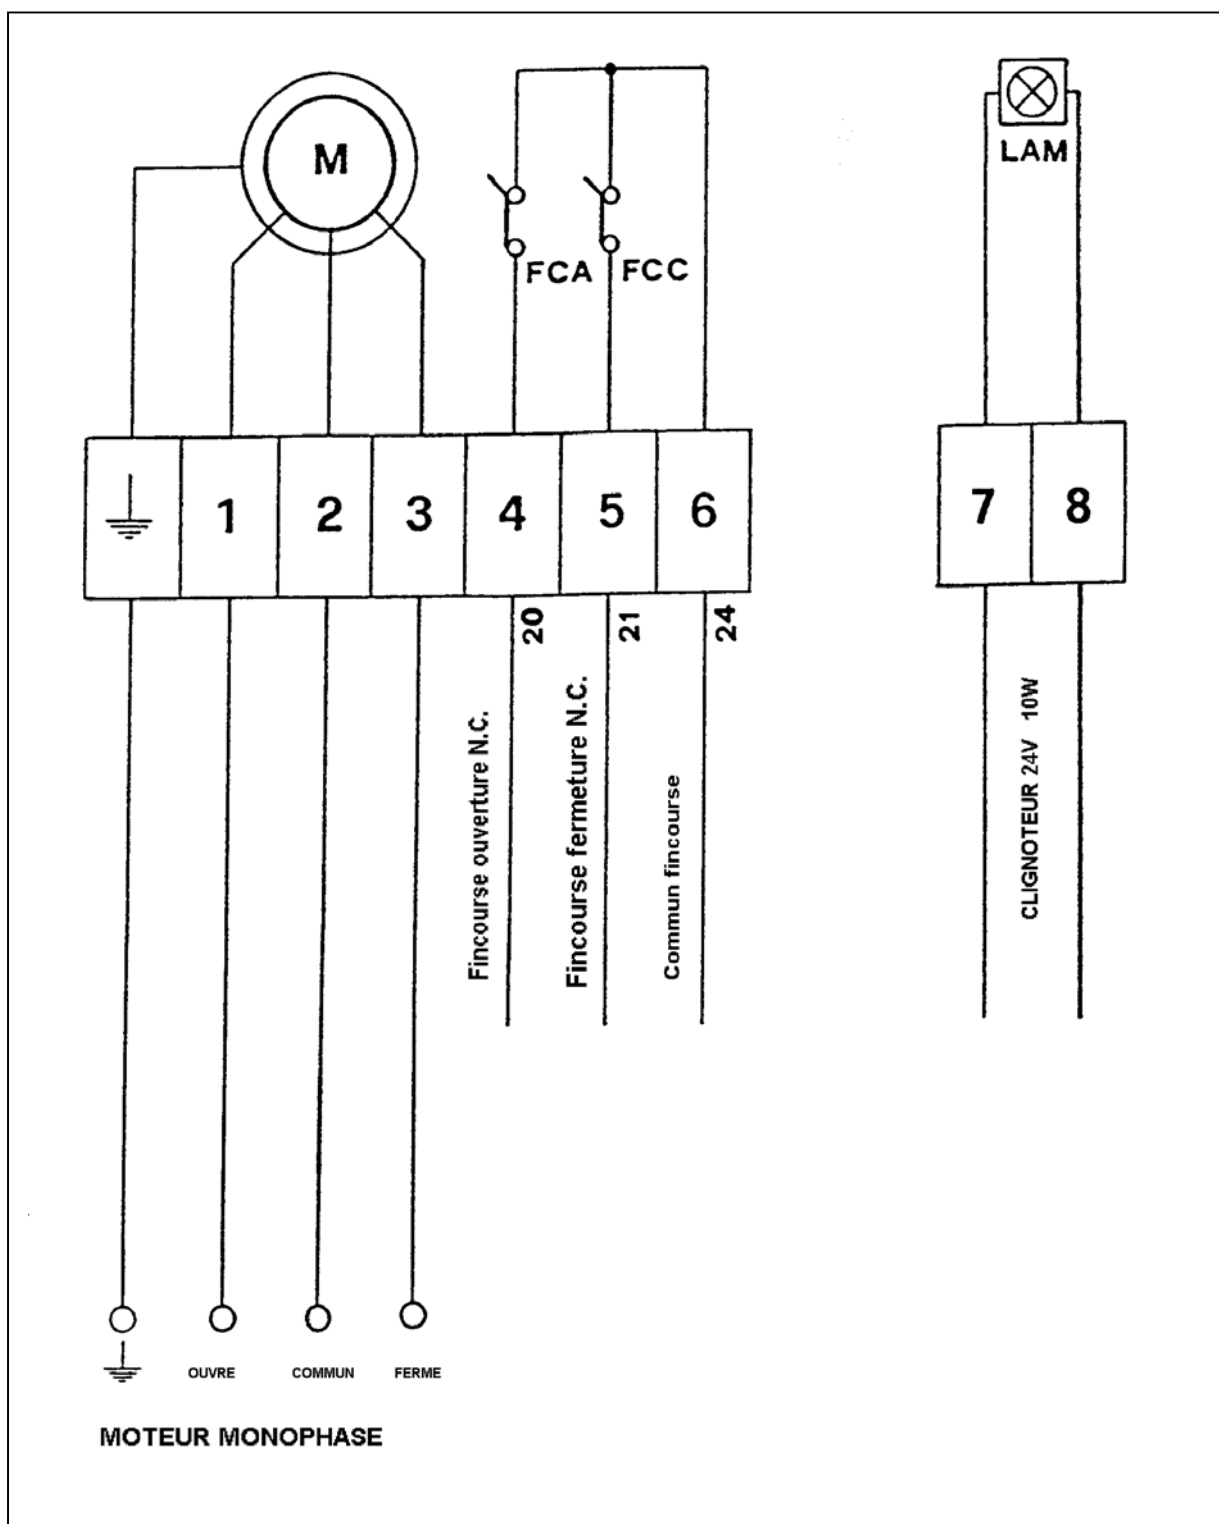 M
LAM
FCA FCC
1 2 3 4 5 6
7 8
20 21 24
Fincourse ouverture N.C.
Fincourse fermeture N.C.
Commun fincourse
CLIGNOTEUR 24V 10W
OUVRE COMMUN FERME
MOTEUR MONOPHASE